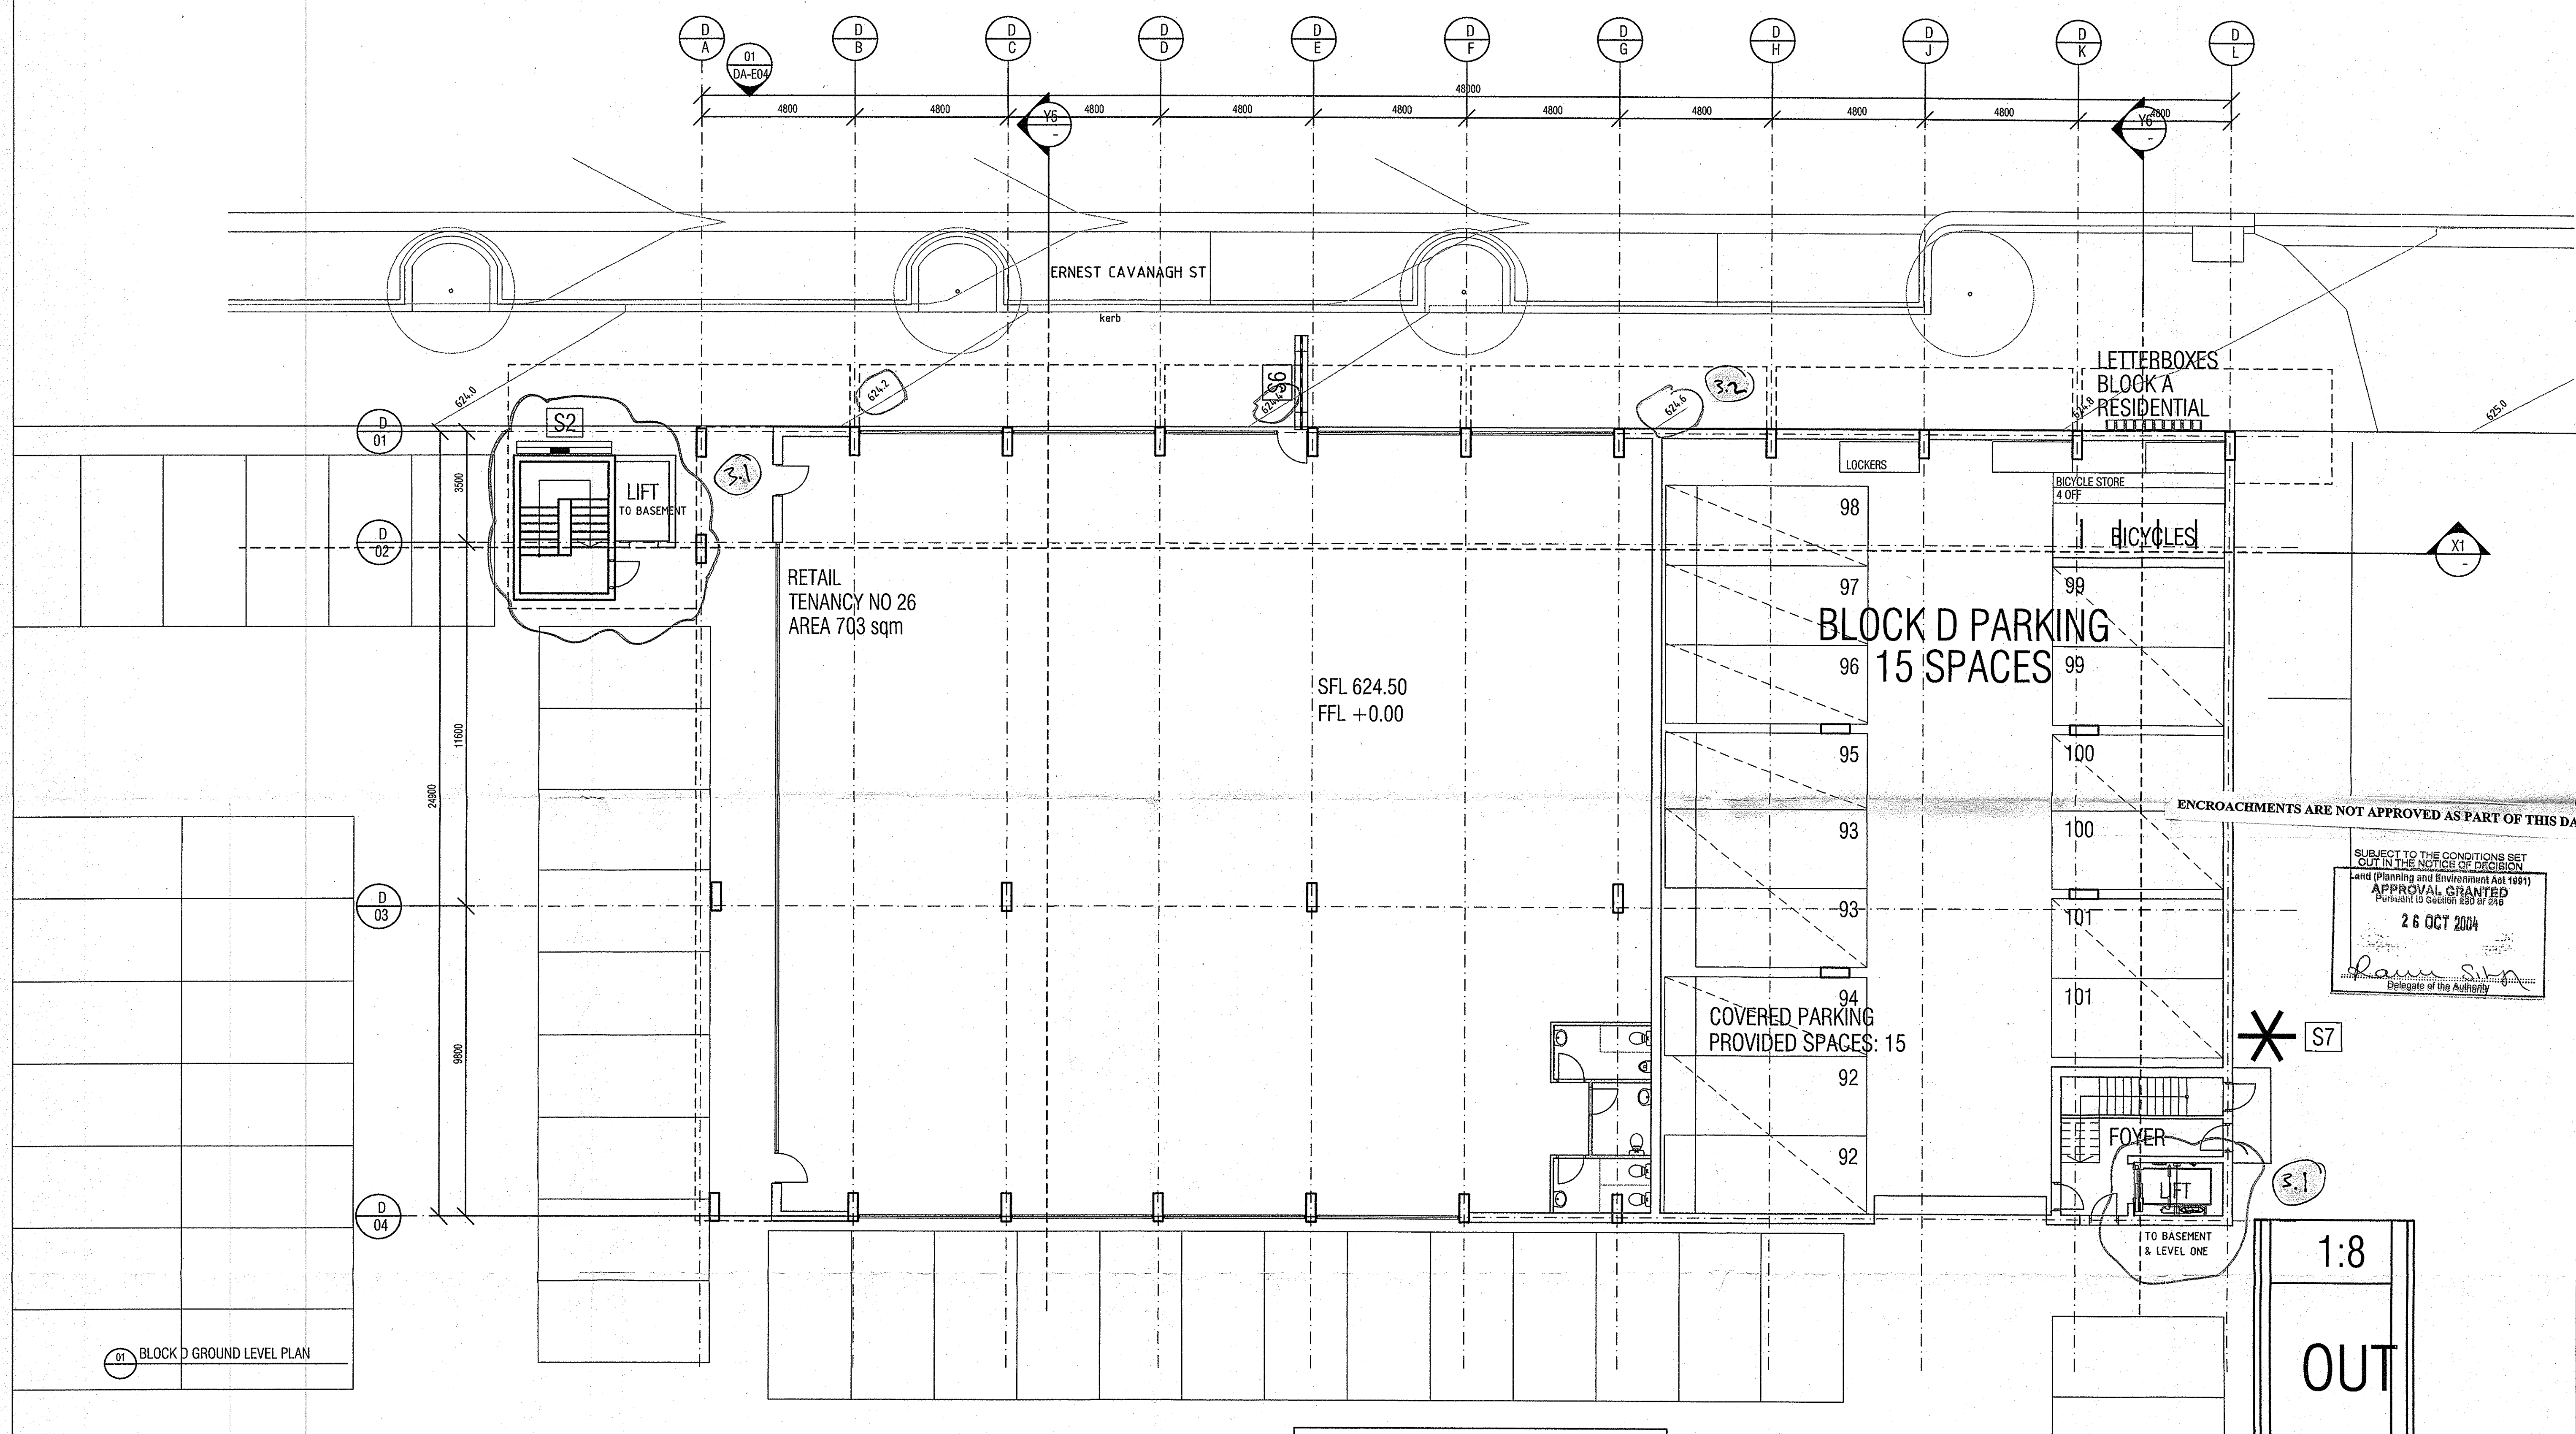 D
A
D
B
D
C
D
D
D
E
D
F
D
G
D
H
D
J
D
K
D
L
01
DA-E04
48000
4800
4800
4800
4800
4800
4800
4800
4800
4800
4800
Y5
-
Y6
-
ERNEST CAVANAGH ST
kerb
624.0
624.2
S6
624.4
624.6
3.2
624.8
625.0
LETTERBOXES
BLOCK A
RESIDENTIAL
D
01
S2
LIFT
TO BASEMENT
3.1
3500
D
02
LOCKERS
BICYCLE STORE
4 OFF
BICYCLES
X1
-
RETAIL
TENANCY NO 26
AREA 703 sqm
SFL 624.50
FFL +0.00
BLOCK D PARKING
15 SPACES
98
97
96
95
93
93
94
92
92
99
99
100
100
101
101
COVERED PARKING
PROVIDED SPACES: 15
11600
24900
9800
D
03
D
04
ENCROACHMENTS ARE NOT APPROVED AS PART OF THIS DA
SUBJECT TO THE CONDITIONS SET
OUT IN THE NOTICE OF DECISION
Land (Planning and Environment Act 1991)
APPROVAL GRANTED
Pursuant to Section 230 or 246
26 OCT 2004
Delegate of the Authority
S7
FOYER
LIFT
3.1
TO BASEMENT
& LEVEL ONE
1:8
OUT
01
BLOCK D GROUND LEVEL PLAN